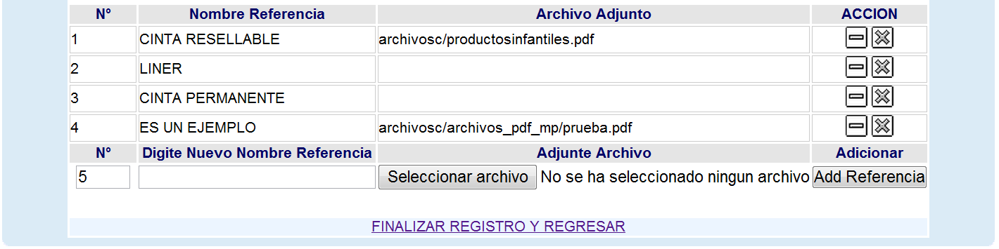 Nº Nombre Referencia Archivo Adjunto ACCION
1 CINTA RESELLABLE archivosc/productosinfantiles.pdf
2 LINER
3 CINTA PERMANENTE
4 ES UN EJEMPLO archivosc/archivos_pdf_mp/prueba.pdf
Nº Digite Nuevo Nombre Referencia Adjunte Archivo Adicionar
5 Seleccionar archivo No se ha seleccionado ningun archivo Add Referencia
FINALIZAR REGISTRO Y REGRESAR